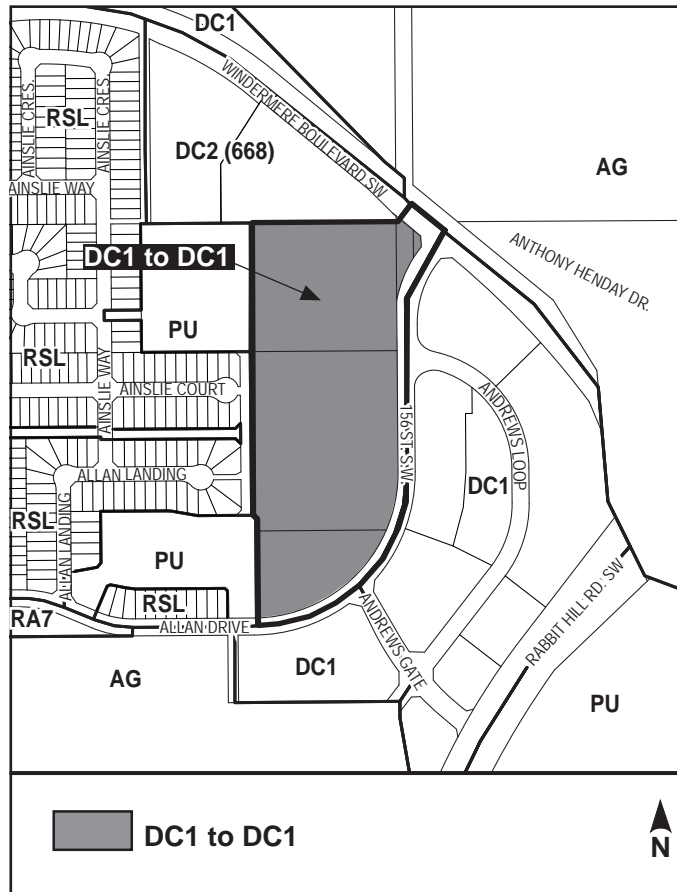 DC1
WINDERMERE BOULEVARD SW
AINSLIE CRES.
AINSLIE CRES.
RSL
DC2 (668)
AG
AINSLIE WAY
ANTHONY HENDAY DR.
DC1 to DC1
PU
RSL
AINSLIE WAY
AINSLIE COURT
156 ST. S.W.
ANDREWS LOOP
DC1
ALLAN LANDING
RSL
ALLAN LANDING
PU
RSL
RA7
ALLAN DRIVE
ANDREWS GATE
RABBIT HILL RD. SW
DC1
AG
PU
DC1 to DC1
N